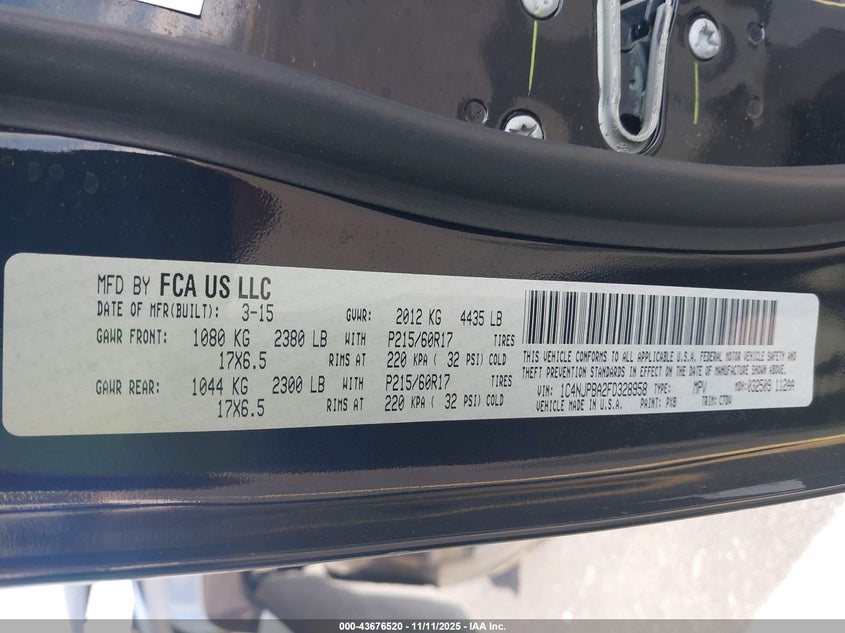 MFD BY FCA US LLC
DATE OF MFR(BUILT): 3-15 GVWR: 2012 KG 4435 LB
GAWR FRONT: 1080 KG 2380 LB WITH P215/60R17 TIRES
17X6.5 RIMS AT 220 KPA ( 32 PSI) COLD
GAWR REAR: 1044 KG 2300 LB WITH P215/60R17 TIRES
17X6.5 RIMS AT 220 KPA ( 32 PSI) COLD
THIS VEHICLE CONFORMS TO ALL APPLICABLE U.S.A. FEDERAL MOTOR VEHICLE SAFETY AND
THEFT PREVENTION STANDARDS IN EFFECT ON THE DATE OF MANUFACTURE SHOWN ABOVE.
VIN: 1C4NJPBA2FD328958 TYPE: MPV MDH: 032509 112AA
VEHICLE MADE IN U.S.A. PAINT: PXB TRIM: CTDV
000-43676520 - 11/11/2025 - IAA Inc.